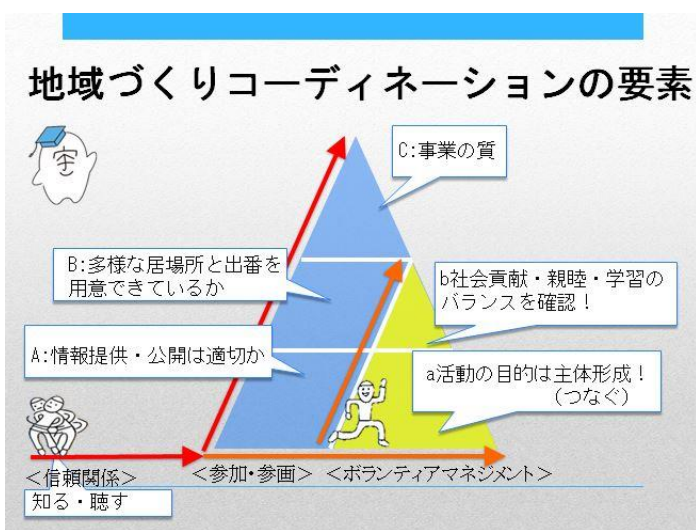 地域づくりコーディネーションの要素
C:事業の質
B:多様な居場所と出番を
用意できているか
b社会貢献・親睦・学習の
バランスを確認！
A:情報提供・公開は適切か
a活動の目的は主体形成！
(つなぐ)
＜信頼関係＞
＜参加・参画＞
＜ボランティアマネジメント＞
知る・聴す